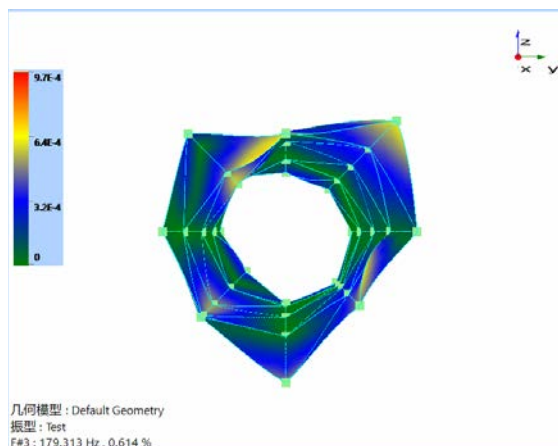 9.7E-4
6.4E-4
3.2E-4
0
Z
X
Y
几何模型 : Default Geometry
振型 : Test
F#3 : 179.313 Hz , 0.614 %